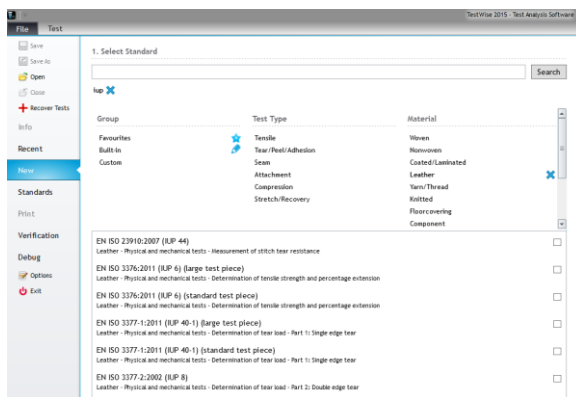 TestWise 2015 - Test Analysis Software
File Test
Save
Save As
Open
Close
Recover Tests
Info
Recent
New
Standards
Print
Verification
Debug
Options
Exit
1. Select Standard
Search
iup
Group
Favourites
Built-in
Custom
Test Type
Tensile
Tear/Peel/Adhesion
Seam
Attachment
Compression
Stretch/Recovery
Material
Woven
Nonwoven
Coated/Laminated
Leather
Yarn/Thread
Knitted
Floorcovering
Component
EN ISO 23910:2007 (IUP 44)
Leather - Physical and mechanical tests - Measurement of stitch tear resistance
EN ISO 3376:2011 (IUP 6) (large test piece)
Leather - Physical and mechanical tests - Determination of tensile strength and percentage extension
EN ISO 3376:2011 (IUP 6) (standard test piece)
Leather - Physical and mechanical tests - Determination of tensile strength and percentage extension
EN ISO 3377-1:2011 (IUP 40-1) (large test piece)
Leather - Physical and mechanical tests - Determination of tear load - Part 1: Single edge tear
EN ISO 3377-1:2011 (IUP 40-1) (standard test piece)
Leather - Physical and mechanical tests - Determination of tear load - Part 1: Single edge tear
EN ISO 3377-2:2002 (IUP 8)
Leather - Physical and mechanical tests - Determination of tear load - Part 2: Double edge tear